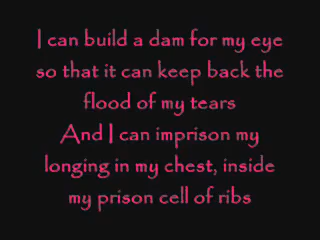 I can build a dam for my eye
so that it can keep back the
flood of my tears
And I can imprison my
longing in my chest, inside
my prison cell of ribs